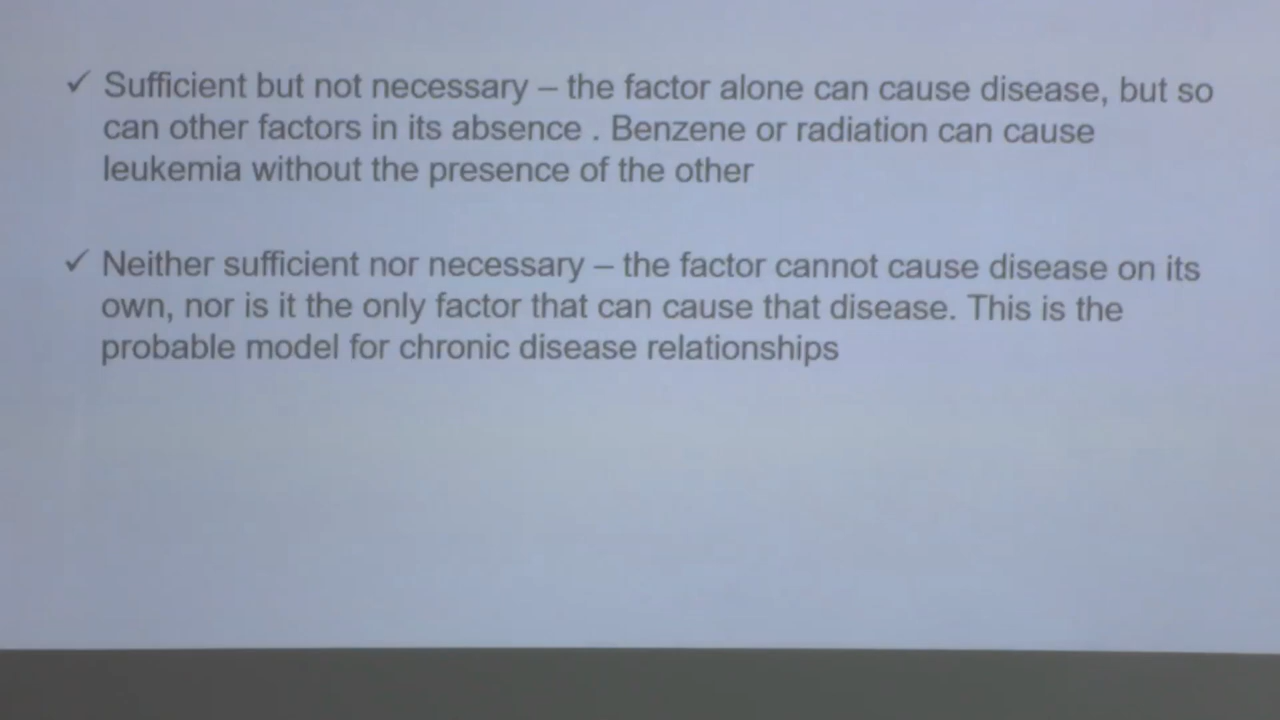 ✓ Sufficient but not necessary – the factor alone can cause disease, but so
can other factors in its absence . Benzene or radiation can cause
leukemia without the presence of the other
✓ Neither sufficient nor necessary – the factor cannot cause disease on its
own, nor is it the only factor that can cause that disease. This is the
probable model for chronic disease relationships